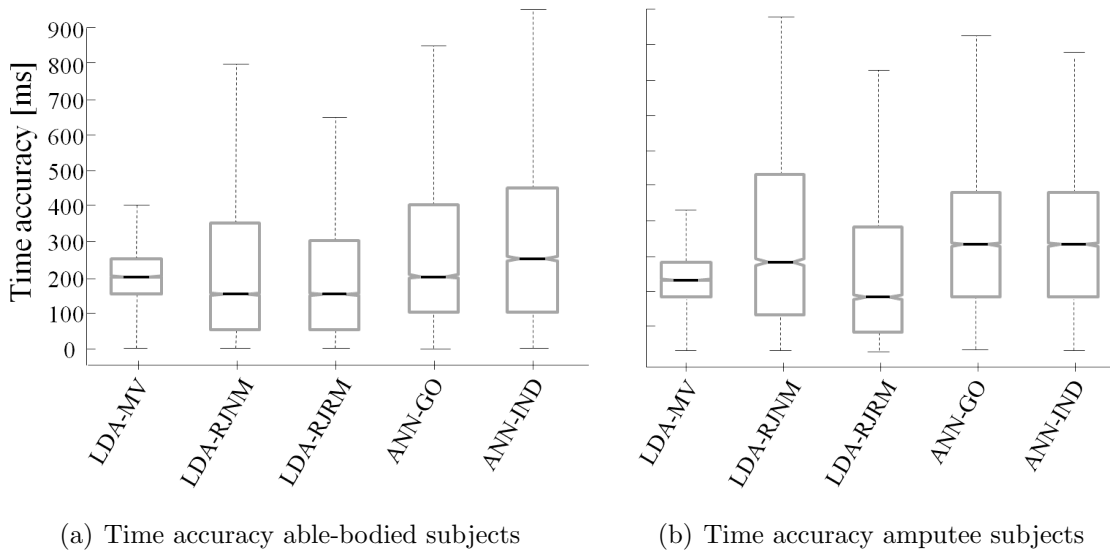 Time accuracy [ms]
900
800
700
600
500
400
300
200
100
0
LDA-MV
LDA-RJNM
LDA-RJRM
ANN-GO
ANN-IND
LDA-MV
LDA-RJNM
LDA-RJRM
ANN-GO
ANN-IND
(a) Time accuracy able-bodied subjects
(b) Time accuracy amputee subjects